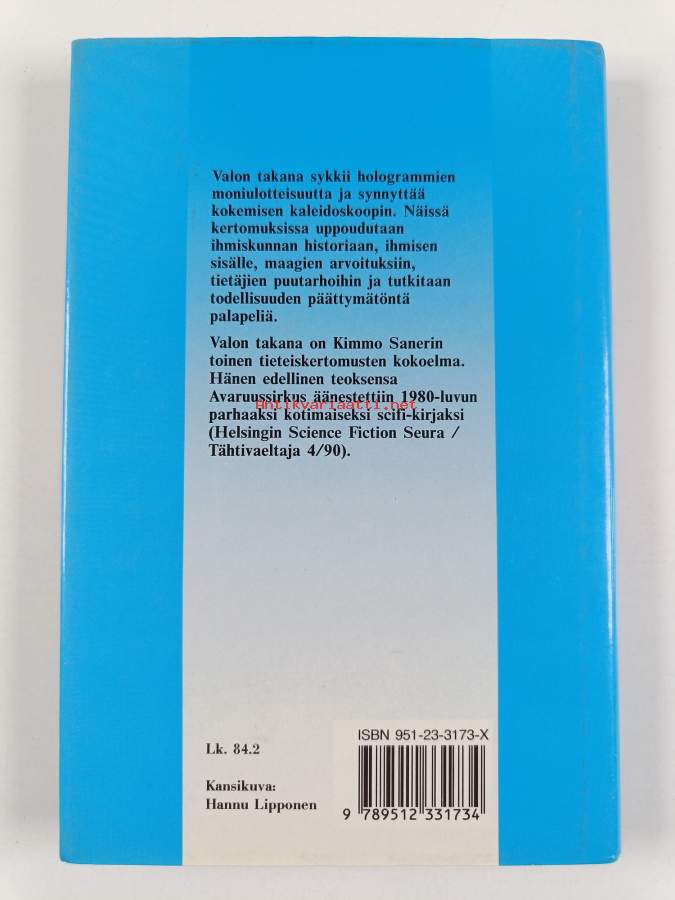 Valon takana sykkii hologrammien
moniulotteisuutta ja synnyttää
kokemisen kaleidoskoopin. Näissä
kertomuksissa uppoudutaan
ihmiskunnan historiaan, ihmisen
sisälle, maagien arvoituksiin,
tietäjien puutarhoihin ja tutkitaan
todellisuuden päättymätöntä
palapeliä.
Valon takana on Kimmo Sanerin
toinen tieteiskertomusten kokoelma.
Hänen edellinen teoksensa
Avaruussirkus äänestettiin 1980-luvun
Antikvariaatti.net
parhaaksi kotimaiseksi scifi-kirjaksi
(Helsingin Science Fiction Seura /
Tähtivaeltaja 4/90).
Lk. 84.2
Kansikuva:
Hannu Lipponen
ISBN 951-23-3173-X
9 789512 331734